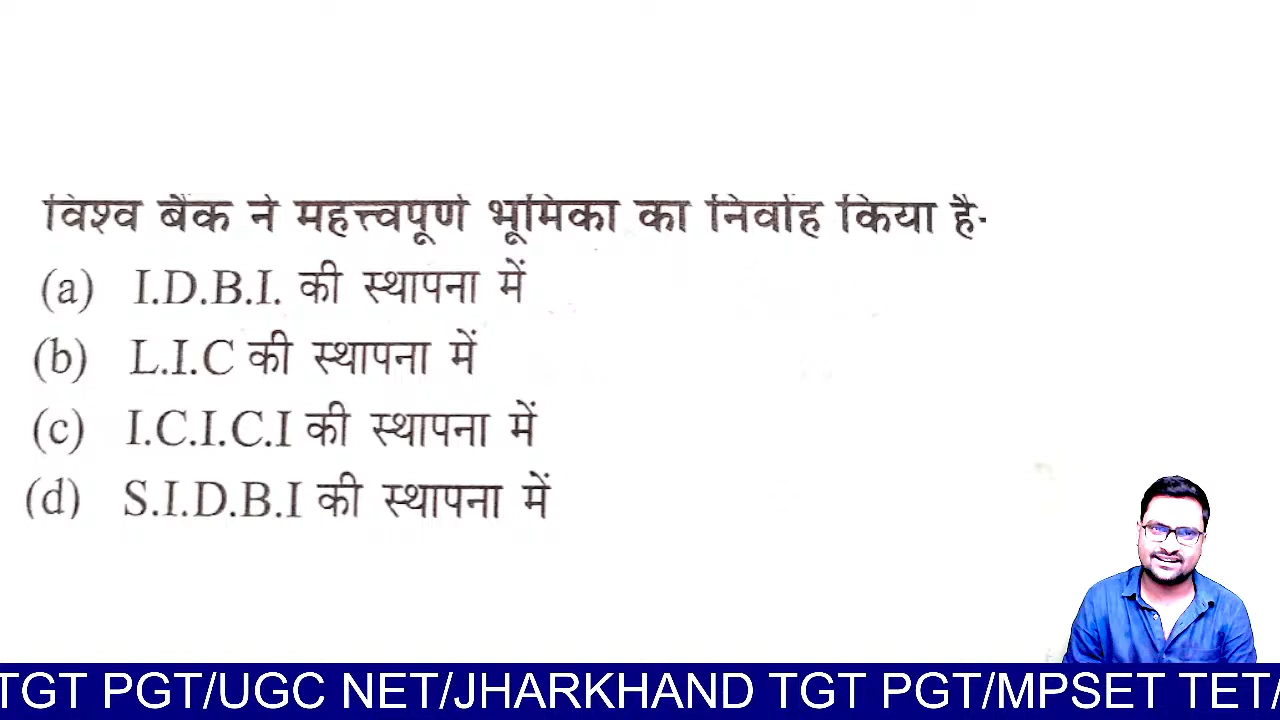 विश्व बैंक ने महत्त्वपूर्ण भूमिका का निर्वाह किया है-
(a) I.D.B.I. की स्थापना में
(b) L.I.C की स्थापना में
(c) I.C.I.C.I की स्थापना में
(d) S.I.D.B.I की स्थापना में
TGT PGT/UGC NET/JHARKHAND TGT PGT/MPSET TET/